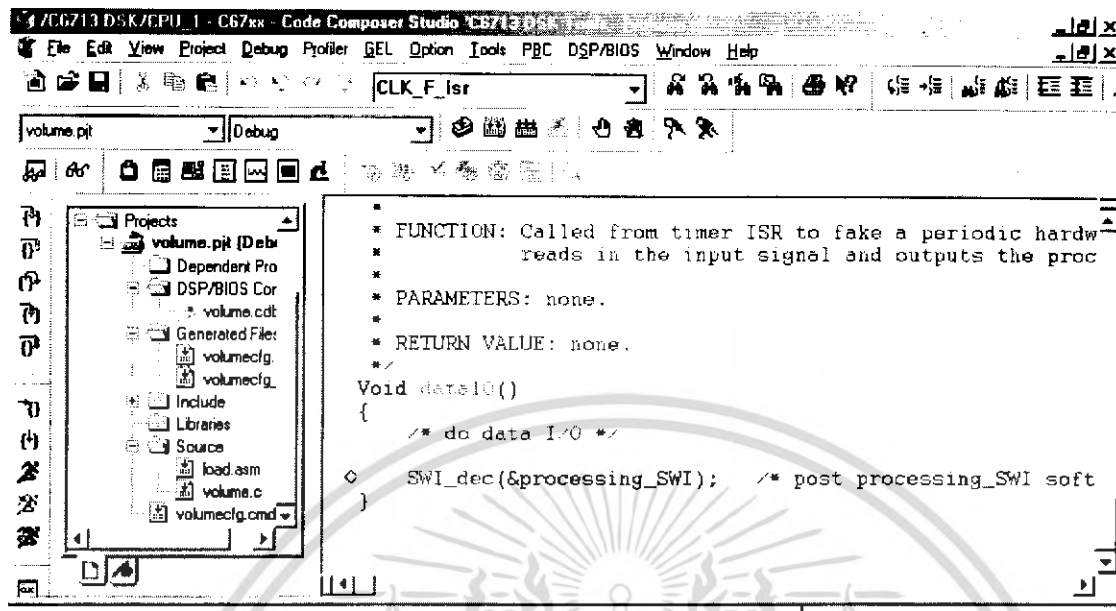 /C6713 DSK/CPU_1 - C67xx - Code Composer Studio 'C6713 DSK
File Edit View Project Debug Profiler GEL Option Tools PBC DSP/BIOS Window Help
CLK_F_isr
volume.pjt Debug
Projects
volume.pjt (Deb
Dependent Pro
DSP/BIOS Cor
volume.cdb
Generated Files
volumecfg.
volumecfg_
Include
Libraries
Source
load.asm
volume.c
volumecfg.cmd
*
* FUNCTION: Called from timer ISR to fake a periodic hardw
* reads in the input signal and outputs the proc
*
* PARAMETERS: none.
*
* RETURN VALUE: none.
*/
Void dataIO()
{
/* do data I/O */
SWI_dec(&processing_SWI); /* post processing_SWI soft
}